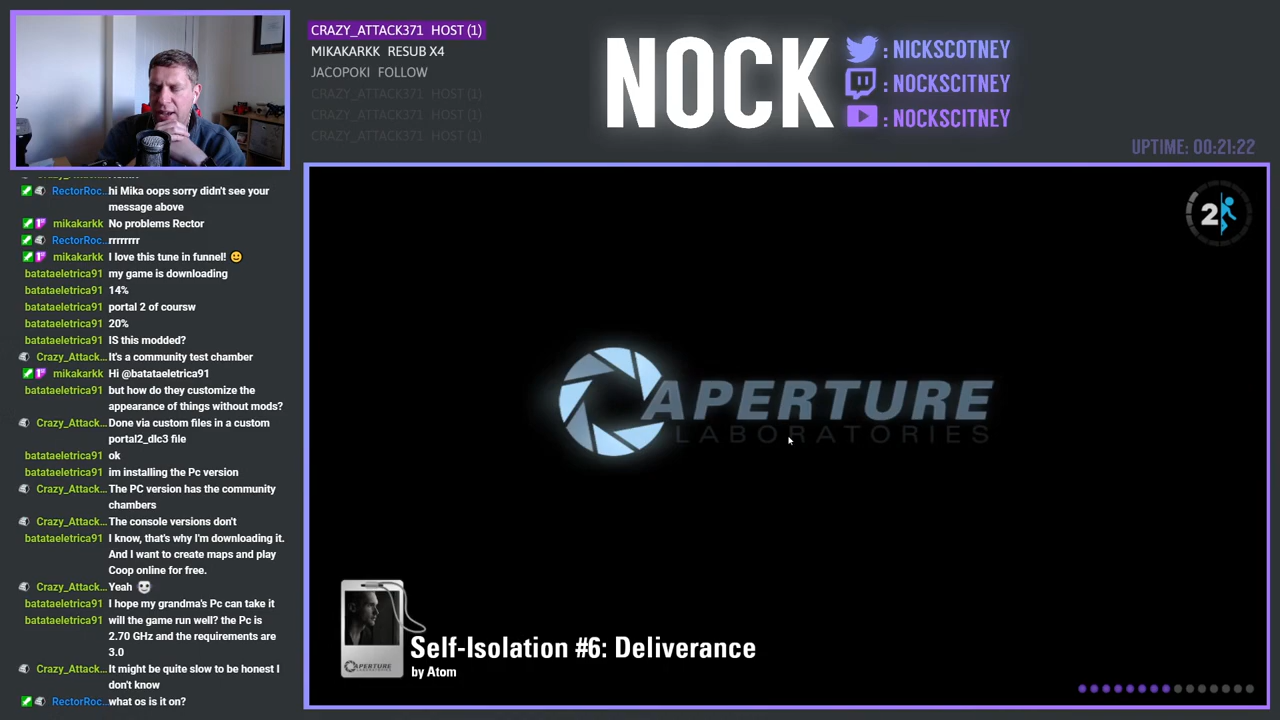 CRAZY_ATTACK371 HOST (1)
MIKAKARKK RESUB X4
JACOPOKI FOLLOW
CRAZY_ATTACK371 HOST (1)
CRAZY_ATTACK371 HOST (1)
CRAZY_ATTACK371 HOST (1)
NOCK
: NICKSCOTNEY
: NOCKSCITNEY
: NOCKSCITNEY
UPTIME: 00:21:22
RectorRoc... hi Mika oops sorry didn't see your
message above
mikakarkk No problems Rector
RectorRoc... rrrrrrrr
mikakarkk I love this tune in funnel!
batataeletrica91 my game is downloading
batataeletrica91 14%
batataeletrica91 portal 2 of coursw
batataeletrica91 20%
batataeletrica91 IS this modded?
Crazy_Attack... It's a community test chamber
mikakarkk Hi @batataeletrica91
batataeletrica91 but how do they customize the
appearance of things without mods?
Crazy_Attack... Done via custom files in a custom
portal2_dlc3 file
batataeletrica91 ok
batataeletrica91 im installing the Pc version
Crazy_Attack... The PC version has the community
chambers
Crazy_Attack... The console versions don't
batataeletrica91 I know, that's why I'm downloading it.
And I want to create maps and play
Coop online for free.
Crazy_Attack... Yeah
batataeletrica91 I hope my grandma's Pc can take it
batataeletrica91 will the game run well? the Pc is
2.70 GHz and the requirements are
3.0
Crazy_Attack... It might be quite slow to be honest I
don't know
RectorRoc... what os is it on?
2
APERTURE
LABORATORIES
APERTURE
Self-Isolation #6: Deliverance
by Atom